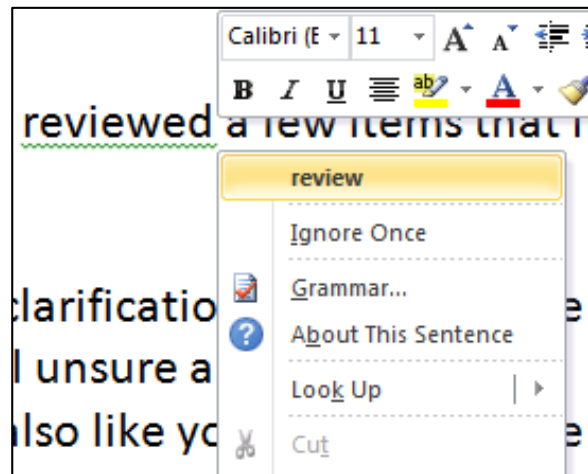 Calibri (E 11 A A
B I U ab A
reviewed a few items that I
review
Ignore Once
clarificatio
Grammar...
About This Sentence
l unsure a
Look Up
also like yo
Cut